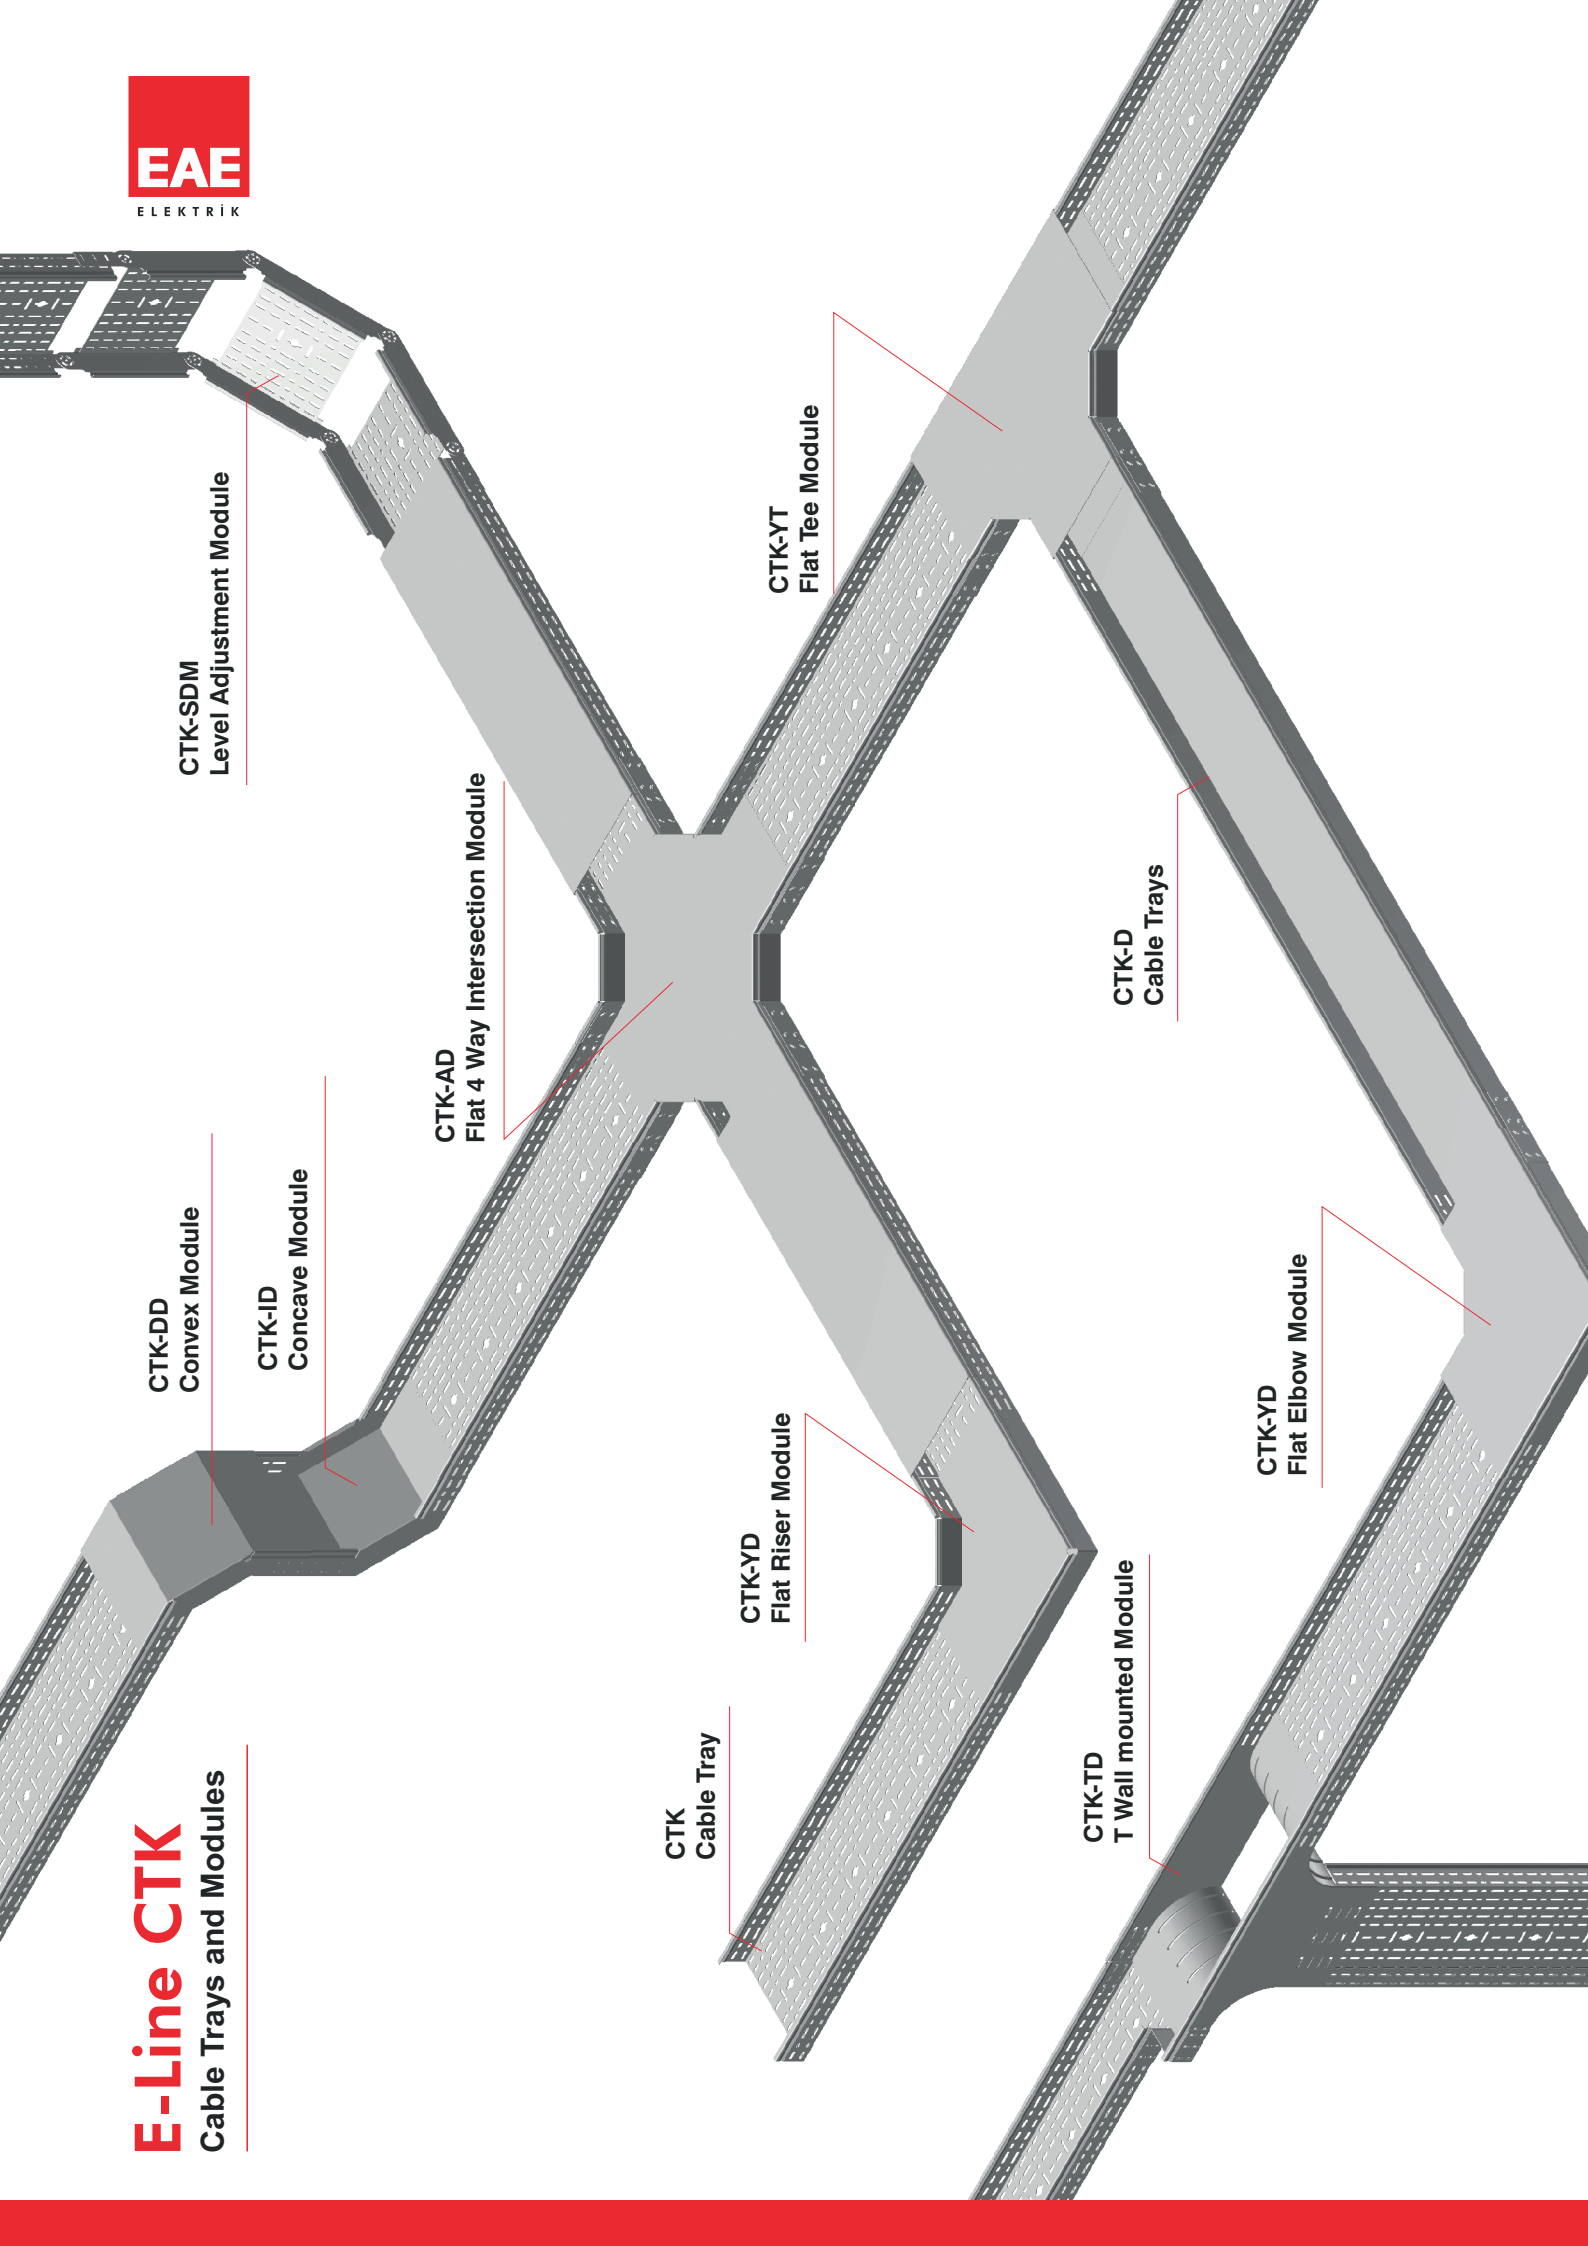 EAE
ELEKTRİK
E-Line CTK
Cable Trays and Modules
CTK-DD
Convex Module
CTK-ID
Concave Module
CTK-SDM
Level Adjustment Module
CTK-AD
Flat 4 Way Intersection Module
CTK-YT
Flat Tee Module
CTK
Cable Tray
CTK-YD
Flat Riser Module
CTK-D
Cable Trays
CTK-TD
T Wall mounted Module
CTK-YD
Flat Elbow Module